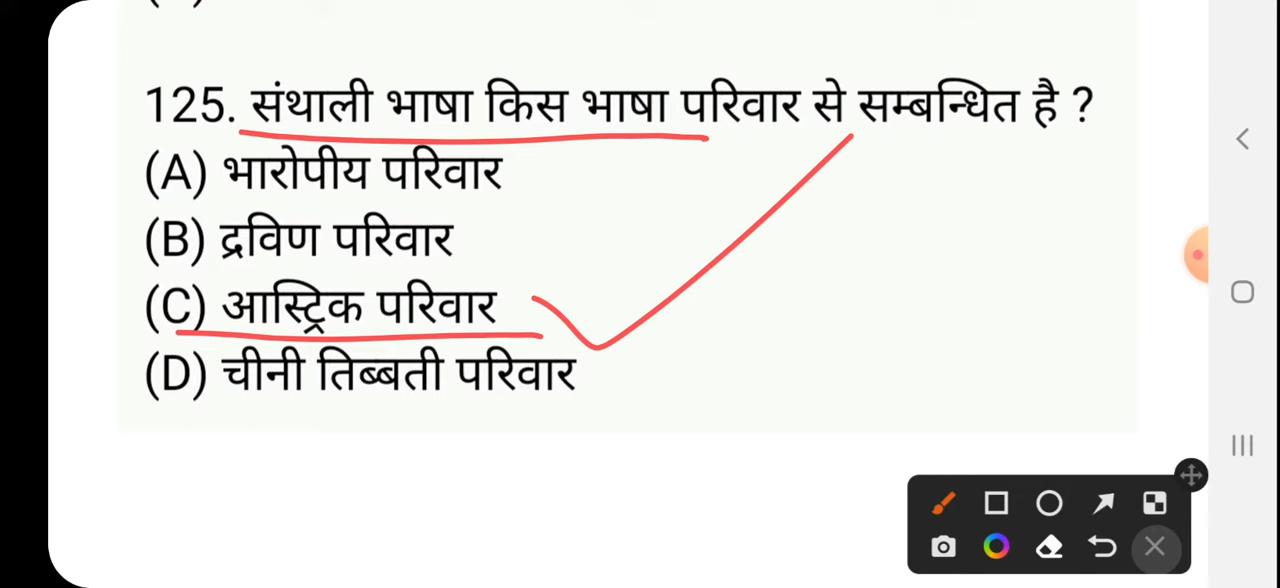 125. संथाली भाषा किस भाषा परिवार से सम्बन्धित है ?
(A) भारोपीय परिवार
(B) द्रविण परिवार
(C) आस्ट्रिक परिवार
(D) चीनी तिब्बती परिवार